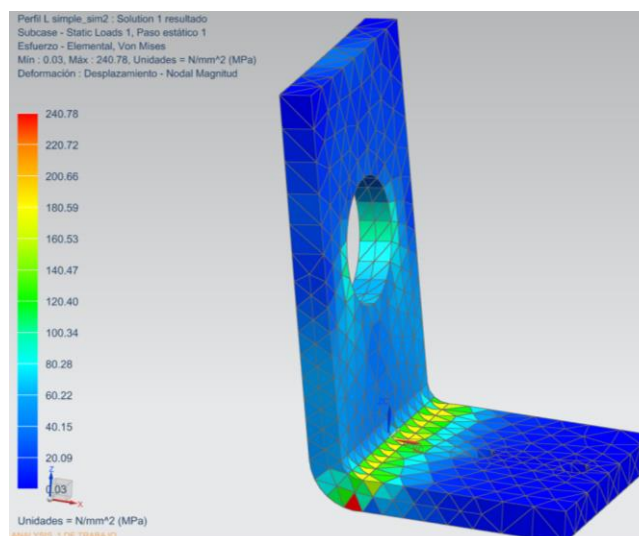 Perfil L simple_sim2 : Solution 1 resultado
Subcase - Static Loads 1, Paso estático 1
Esfuerzo - Elemental, Von Mises
Mín : 0.03, Máx : 240.78, Unidades = N/mm^2 (MPa)
Deformación : Desplazamiento - Nodal Magnitud
240.78
220.72
200.66
180.59
160.53
140.47
120.40
100.34
80.28
60.22
40.15
20.09
0.03
Z
X
Unidades = N/mm^2 (MPa)